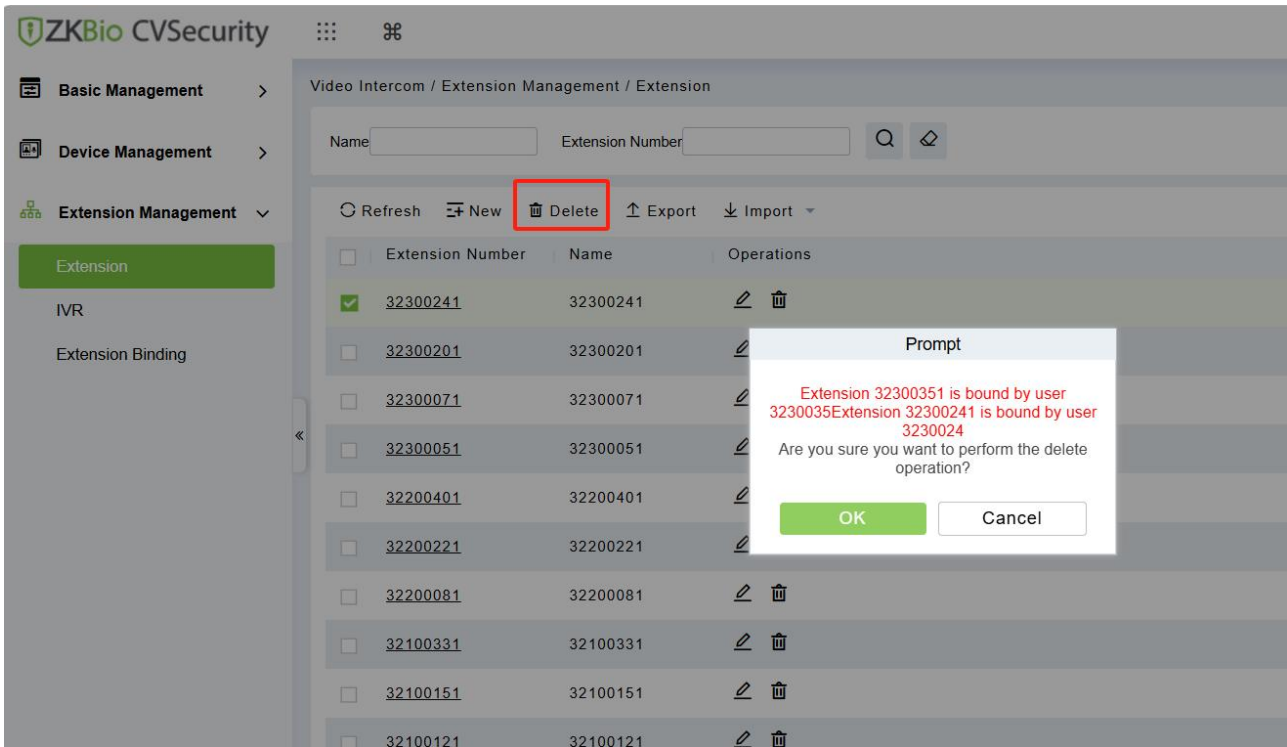 ZKBio CVSecurity
Basic Management
Device Management
Extension Management
Extension
IVR
Extension Binding
Video Intercom / Extension Management / Extension
Name Extension Number
Refresh New Delete Export Import
Extension Number Name Operations
32300241 32300241
32300201 32300201
32300071 32300071
32300051 32300051
32200401 32200401
32200221 32200221
32200081 32200081
32100331 32100331
32100151 32100151
32100121 32100121
Prompt
Extension 32300351 is bound by user
3230035Extension 32300241 is bound by user
3230024
Are you sure you want to perform the delete
operation?
OK Cancel